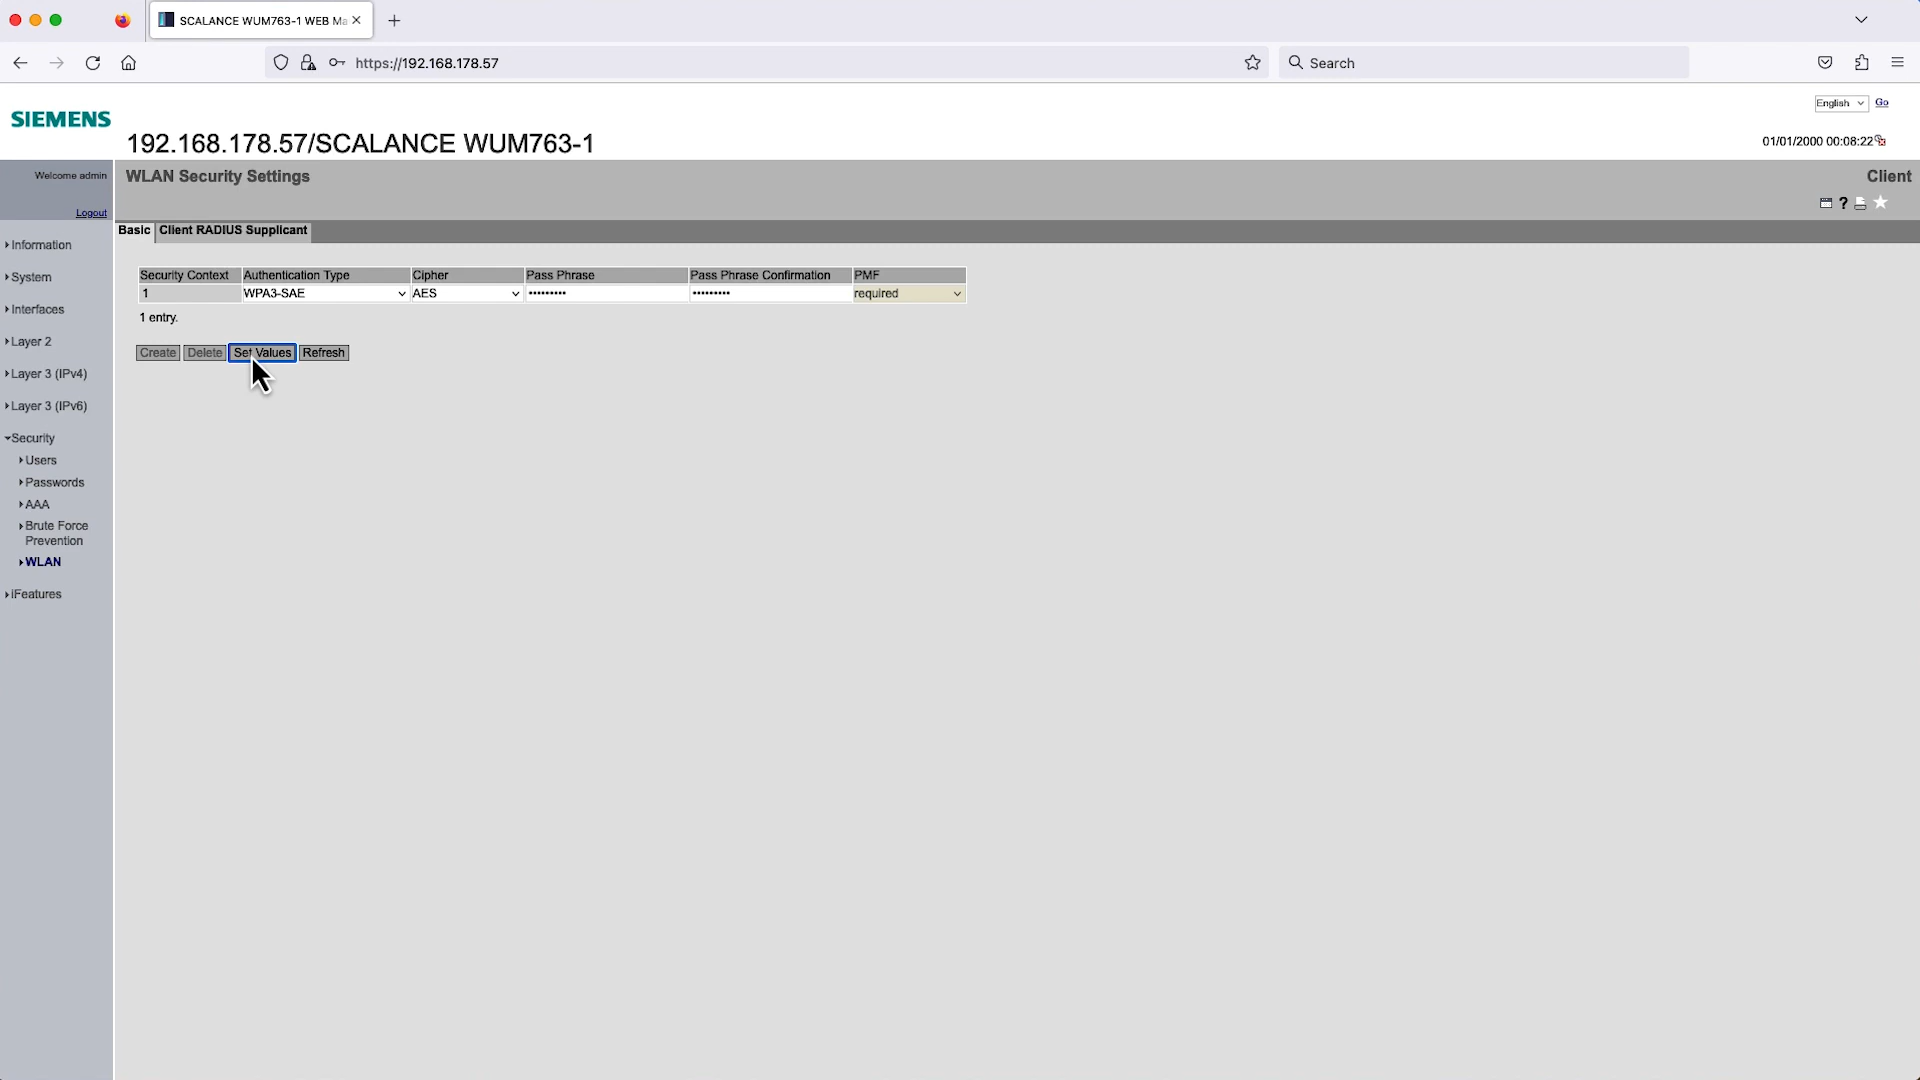 SCALANCE WUM763-1 WEB Ma
https://192.168.178.57
Search
English
Go
SIEMENS
192.168.178.57/SCALANCE WUM763-1
01/01/2000 00:08:22
Welcome admin
WLAN Security Settings
Client
Logout
?
Basic
Client RADIUS Supplicant
Information
System
Interfaces
Layer 2
Layer 3 (IPv4)
Layer 3 (IPv6)
Security
Users
Passwords
AAA
Brute Force
Prevention
WLAN
iFeatures
Security Context Authentication Type Cipher Pass Phrase Pass Phrase Confirmation PMF
1 WPA3-SAE AES ••••••••• ••••••••• required
1 entry.
Create Delete Set Values Refresh